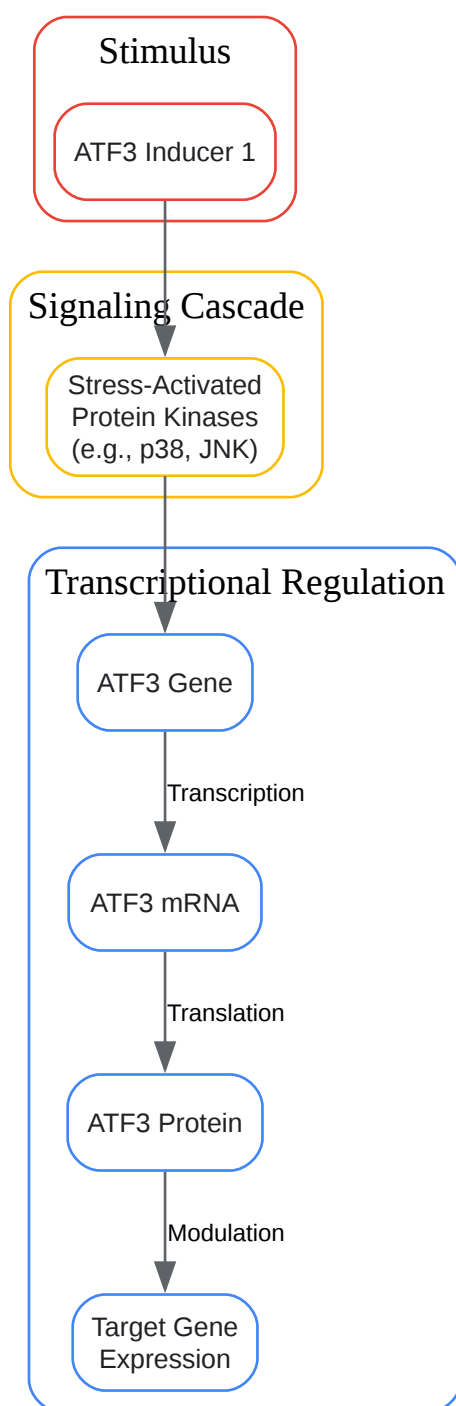 Stimulus
ATF3 Inducer 1
Signaling Cascade
Stress-Activated
Protein Kinases
(e.g., p38, JNK)
Transcriptional Regulation
ATF3 Gene
Transcription
ATF3 mRNA
Translation
ATF3 Protein
Modulation
Target Gene
Expression